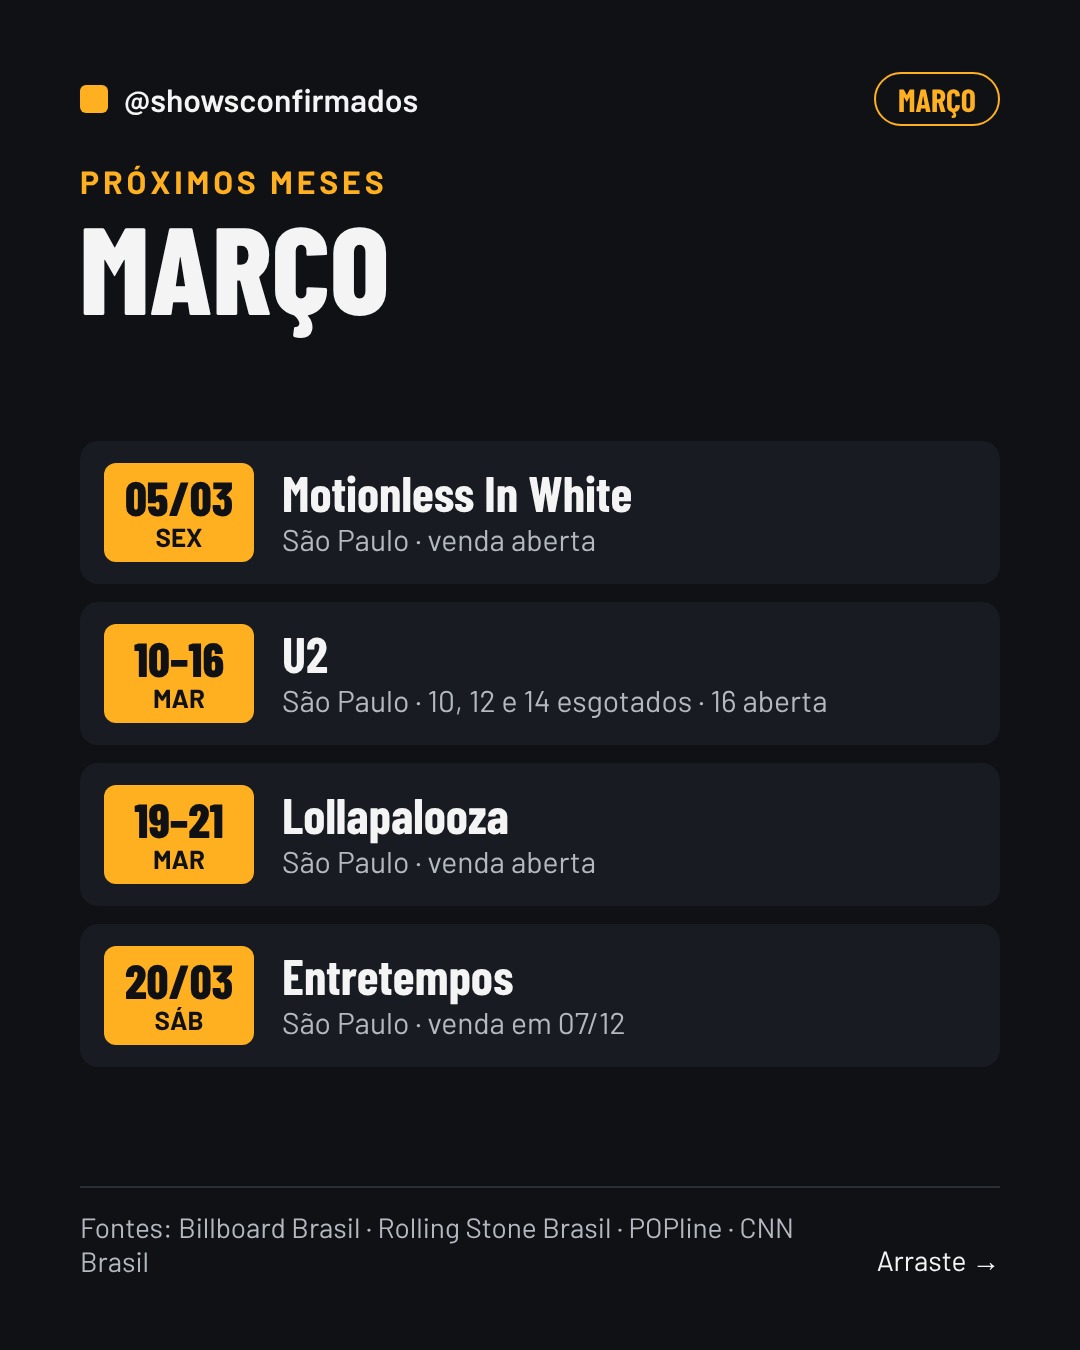 @showsconfirmados
MARÇO
PRÓXIMOS MESES
MARÇO
05/03
SEX
Motionless In White
São Paulo · venda aberta
10–16
MAR
U2
São Paulo · 10, 12 e 14 esgotados · 16 aberta
19–21
MAR
Lollapalooza
São Paulo · venda aberta
20/03
SÁB
Entretempos
São Paulo · venda em 07/12
Fontes: Billboard Brasil · Rolling Stone Brasil · POPline · CNN
Brasil
Arraste →